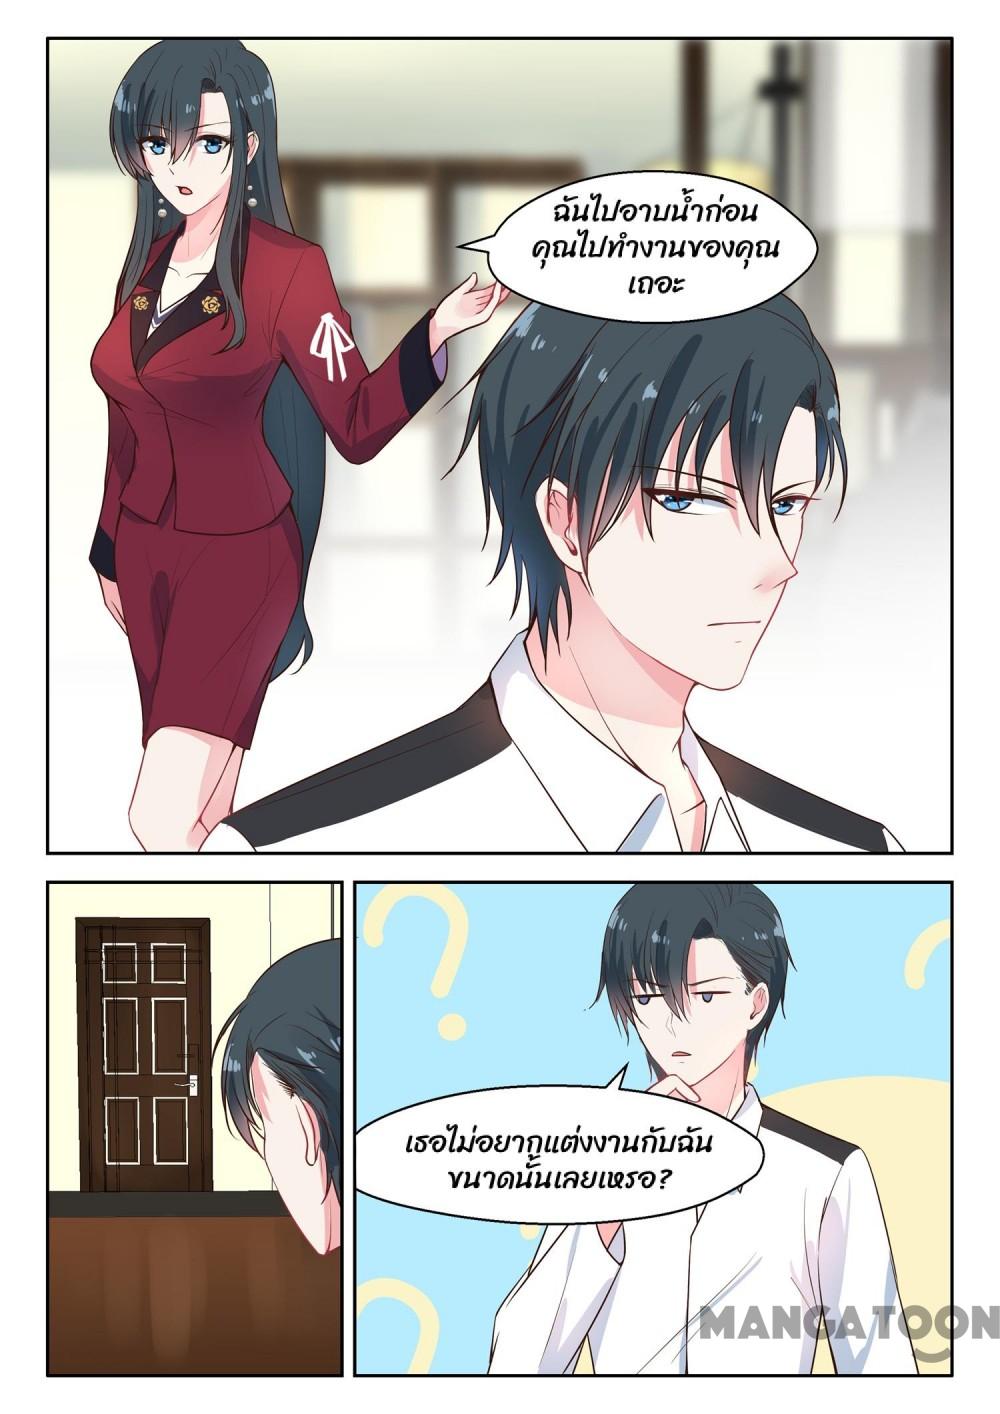 ฉันไปอาบน้ำก่อน
คุณไปทำงานของคุณ
เถอะ
เธอไม่อยากแต่งงานกับฉัน
ขนาดนั้นเลยเหรอ?
MANGATOON